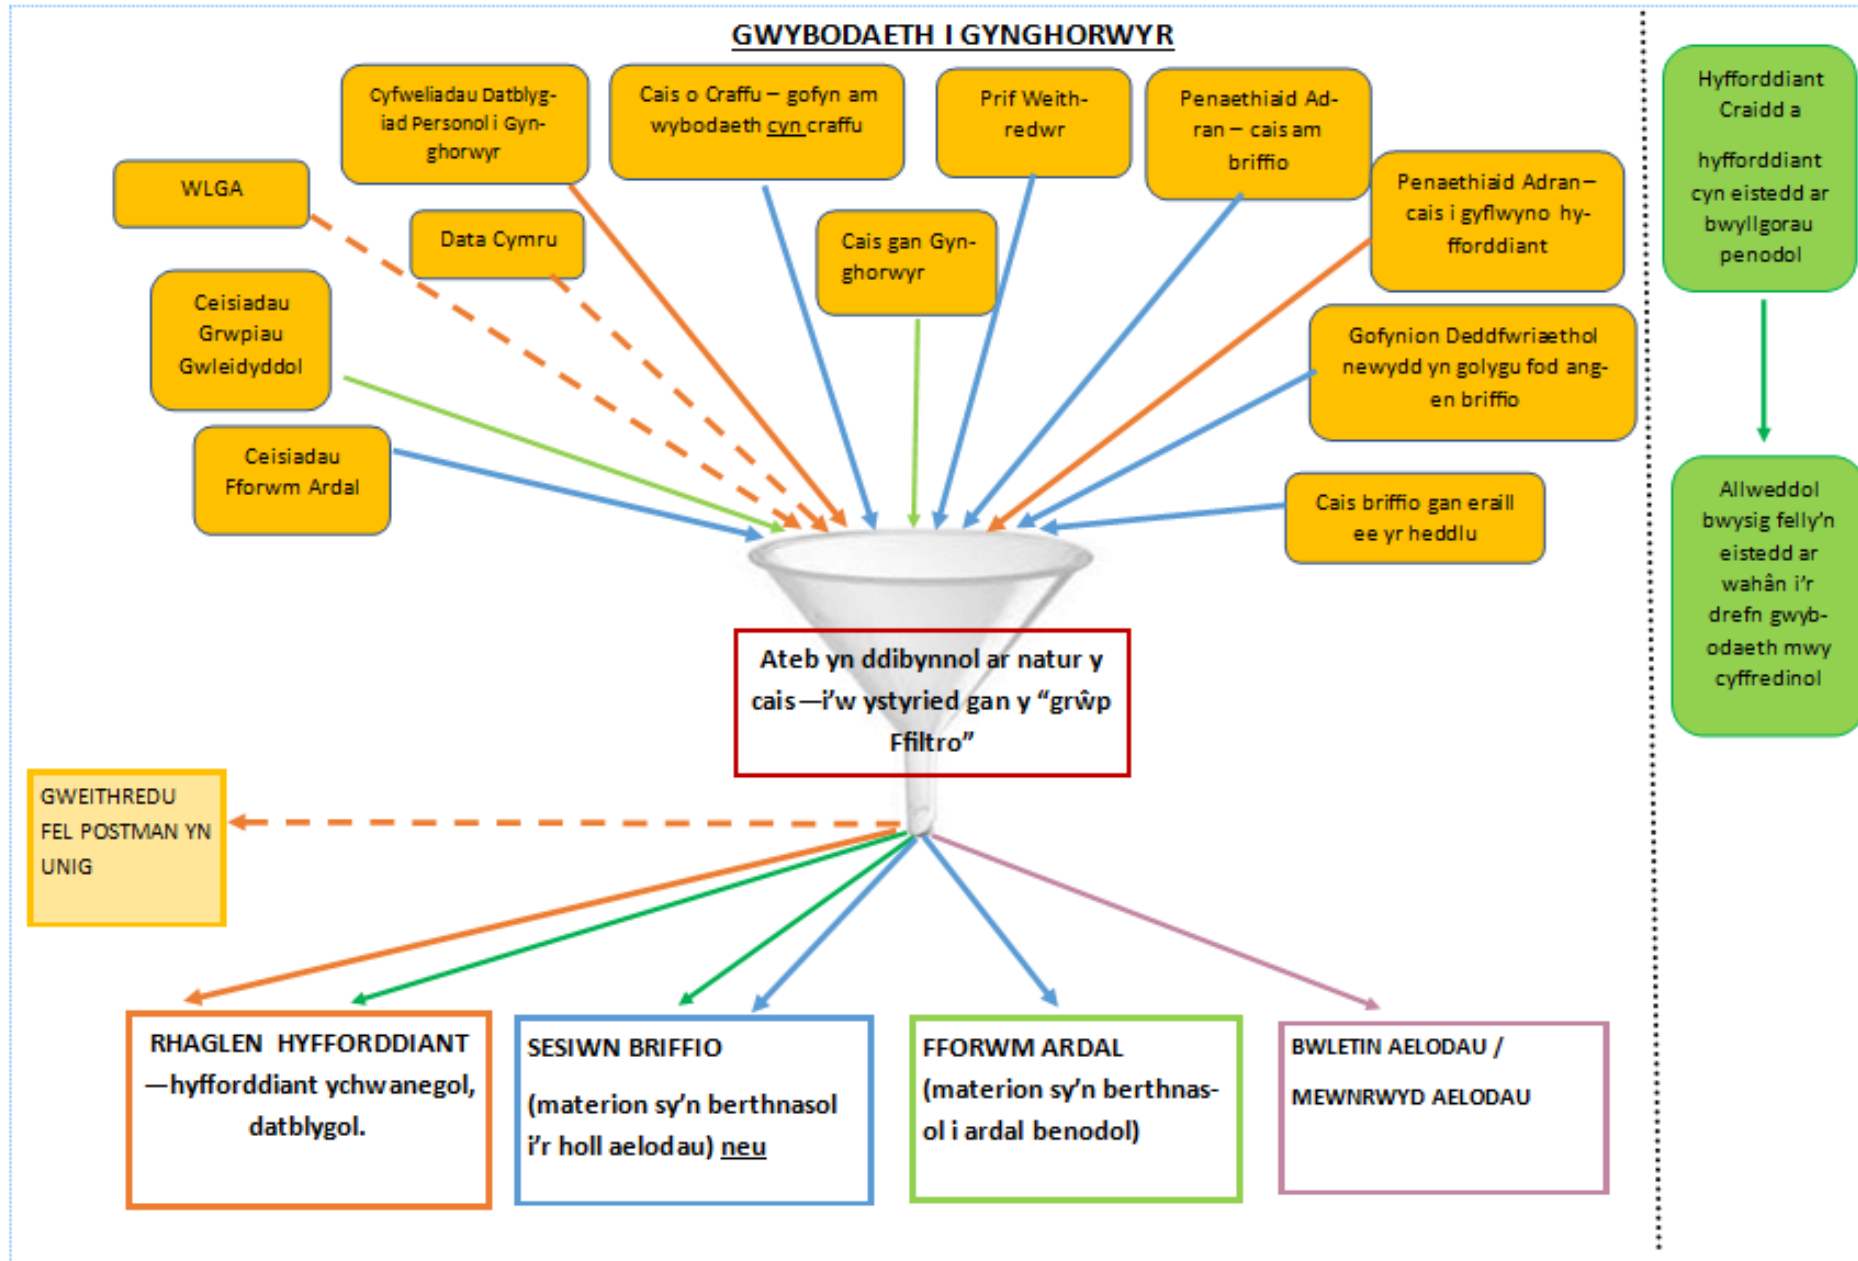 GWYBODAETH I GYNGHORWYR
Cyfweliadau Datblyg-
iad Personol i Gyn-
ghorwyr
Cais o Craffu – gofyn am
wybodaeth cyn craffu
Prif Weith-
redwr
Penaethiaid Ad-
ran – cais am
briffio
Penaethiaid Adran –
cais i gyflwyno hy-
fforddiant
WLGA
Data Cymru
Cais gan Gyn-
ghorwyr
Ceisiadau
Grwpiau
Gwleidyddol
Gofynion Deddfwriaethol
newydd yn golygu fod ang-
en briffio
Ceisiadau
Fforwm Ardal
Cais briffio gan eraill
ee yr heddlu
Ateb yn ddibynnol ar natur y
cais —i’w ystyried gan y “grŵp
Ffiltro”
GWEITHREDU
FEL POSTMAN YN
UNIG
RHAGLEN HYFFORDDIANT
—hyfforddiant ychwanegol,
datblygol.
SESIWN BRIFFIO
(materion sy’n berthnasol
i’r holl aelodau) neu
FFORWM ARDAL
(materion sy’n berthnas-
ol i ardal benodol)
BWLETIN AELODAU /
MEWNRWYD AELODAU
Hyfforddiant
Craidd a
hyfforddiant
cyn eistedd ar
bwyllgorau
penodol
Allweddol
bwysig felly’n
eistedd ar
wahân i’r
drefn gwyb-
odaeth mwy
cyffredinol